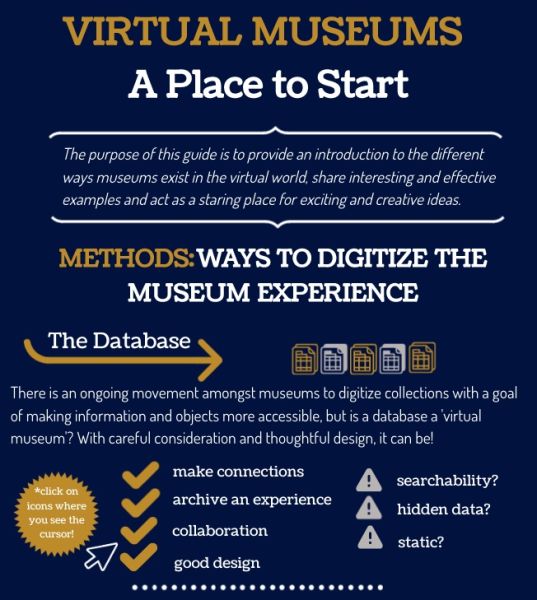 VIRTUAL MUSEUMS
A Place to Start
The purpose of this guide is to provide an introduction to the different
ways museums exist in the virtual world, share interesting and effective
examples and act as a staring place for exciting and creative ideas.
METHODS: WAYS TO DIGITIZE THE
MUSEUM EXPERIENCE
The Database
There is an ongoing movement amongst museums to digitize collections with a goal
of making information and objects more accessible, but is a database a 'virtual
museum'? With careful consideration and thoughtful design, it can be!
*click on
icons where
you see the
cursor!
make connections
archive an experience
collaboration
good design
searchability?
hidden data?
static?